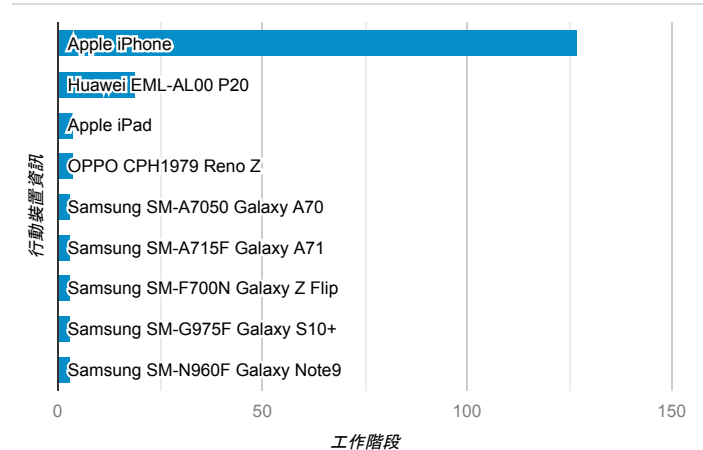 Apple iPhone
Huawei EML-AL00 P20
Apple iPad
OPPO CPH1979 Reno Z
Samsung SM-A7050 Galaxy A70
Samsung SM-A715F Galaxy A71
Samsung SM-F700N Galaxy Z Flip
Samsung SM-G975F Galaxy S10+
Samsung SM-N960F Galaxy Note9
行動裝置資訊
0 50 100 150
工作階段